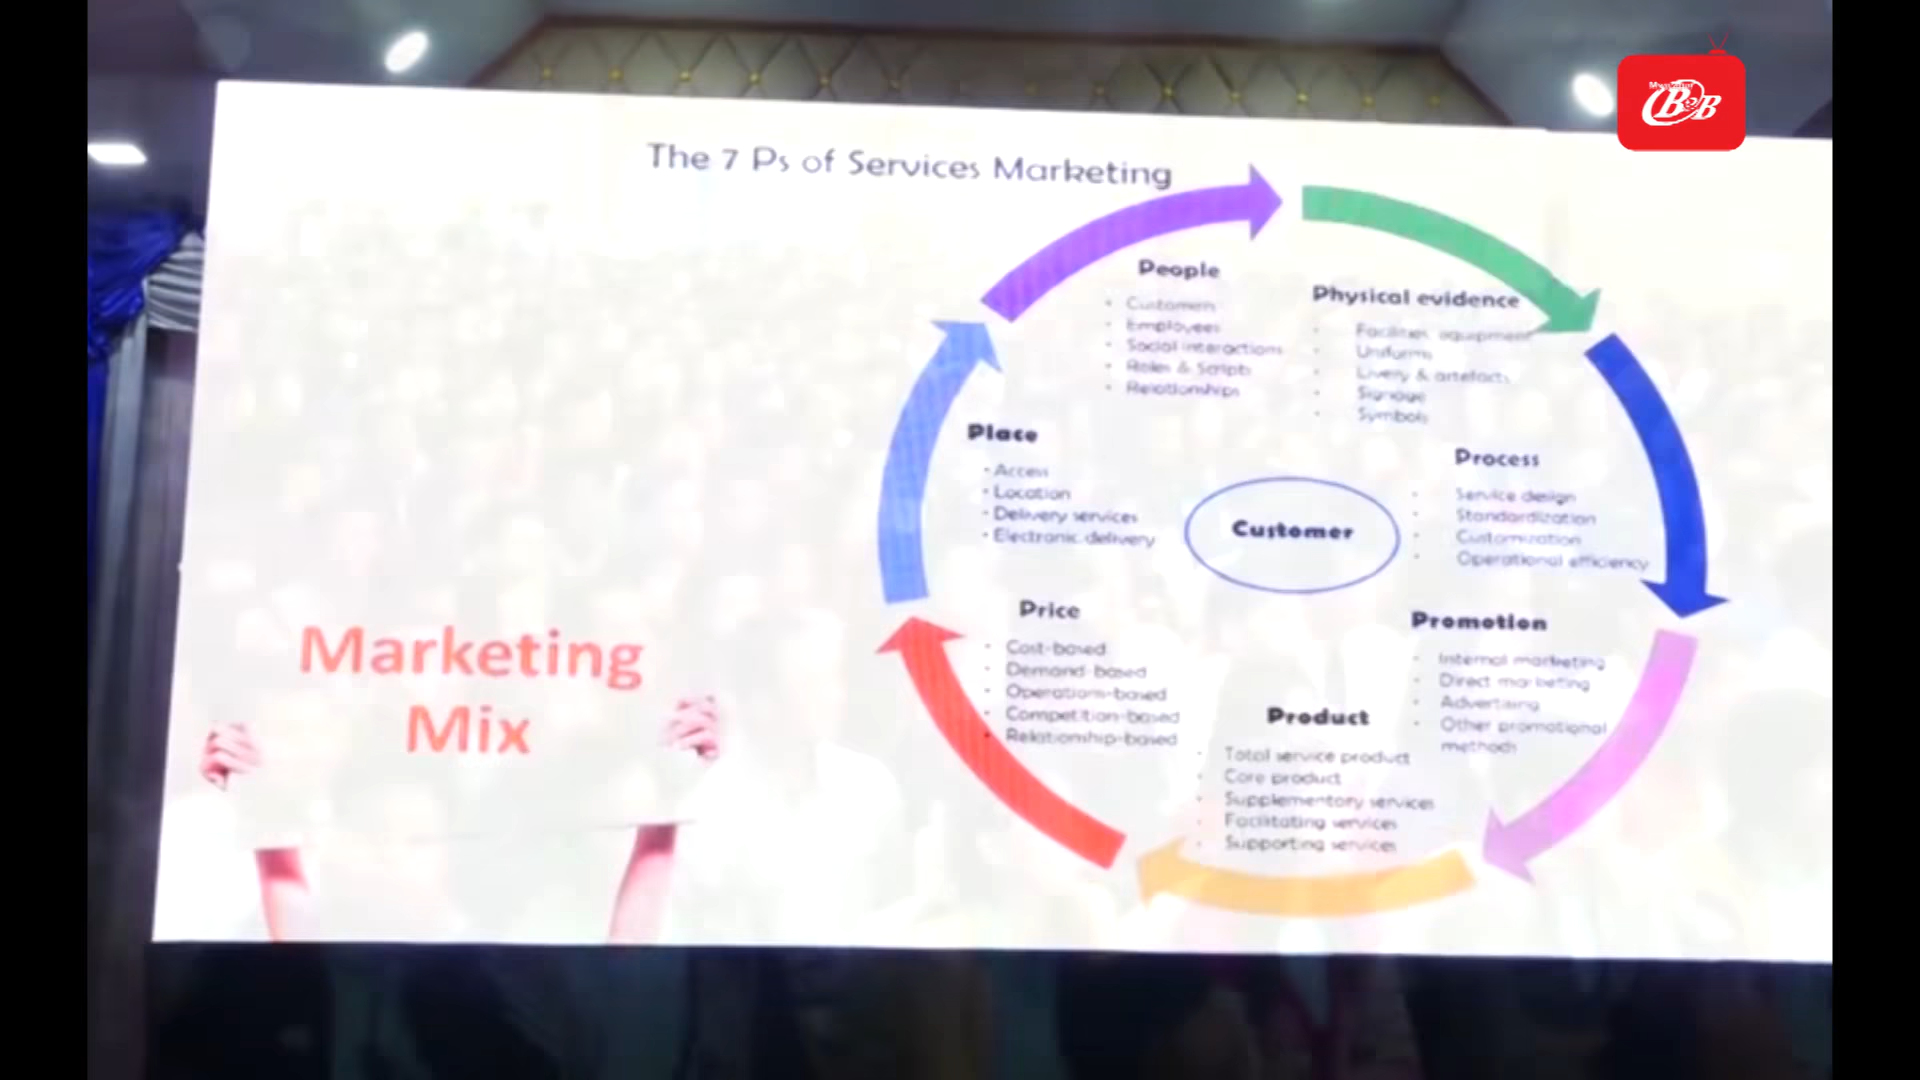 The 7 Ps of Services Marketing
People
• Customers
• Employees
• Social interactions
• Roles & Scripts
• Relationships
Physical evidence
• Facilities, equipment
• Uniforms
• Livery & artefacts
• Signage
• Symbols
Place
• Access
• Location
• Delivery services
• Electronic delivery
Customer
Process
• Service design
• Standardization
• Customization
• Operational efficiency
Price
• Cost-based
• Demand-based
• Operations-based
• Competition-based
• Relationship-based
Promotion
• Internal marketing
• Direct marketing
• Advertising
• Other promotional
methods
Product
• Total service product
• Core product
• Supplementary services
• Facilitating services
• Supporting services
Marketing
Mix
B2B